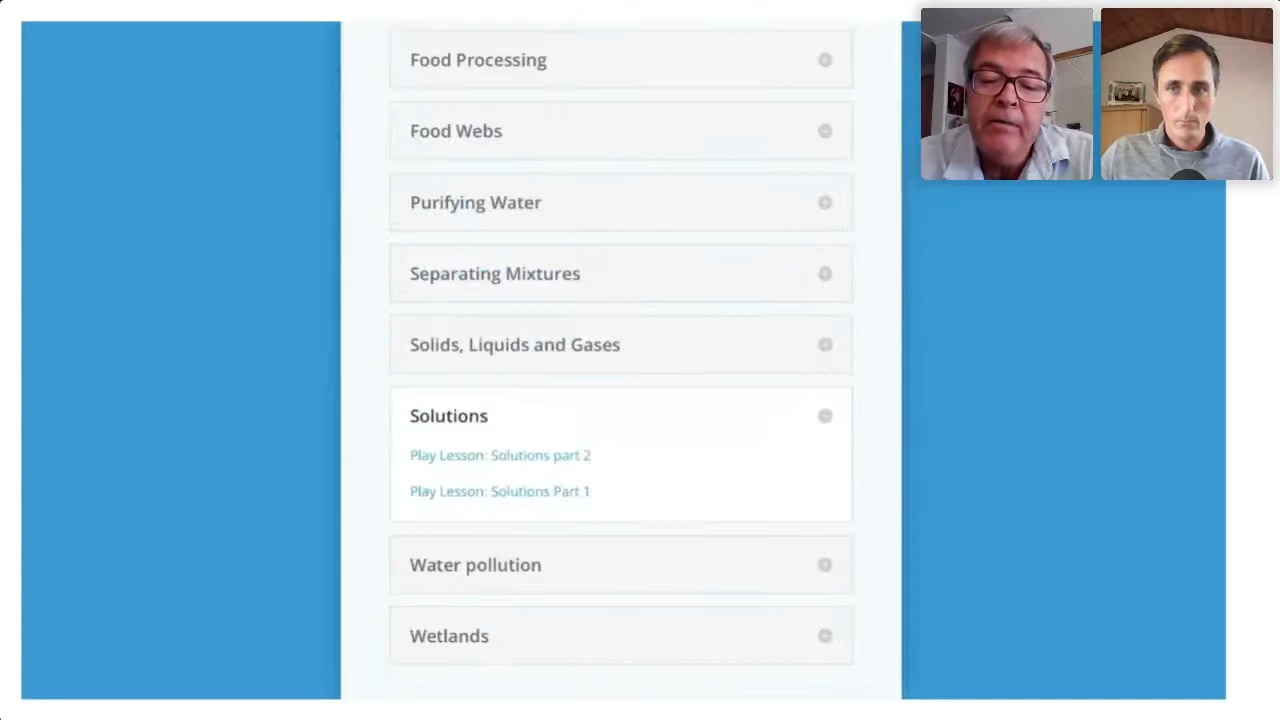 Food Processing
Food Webs
Purifying Water
Separating Mixtures
Solids, Liquids and Gases
Solutions
Play Lesson: Solutions part 2
Play Lesson: Solutions Part 1
Water pollution
Wetlands